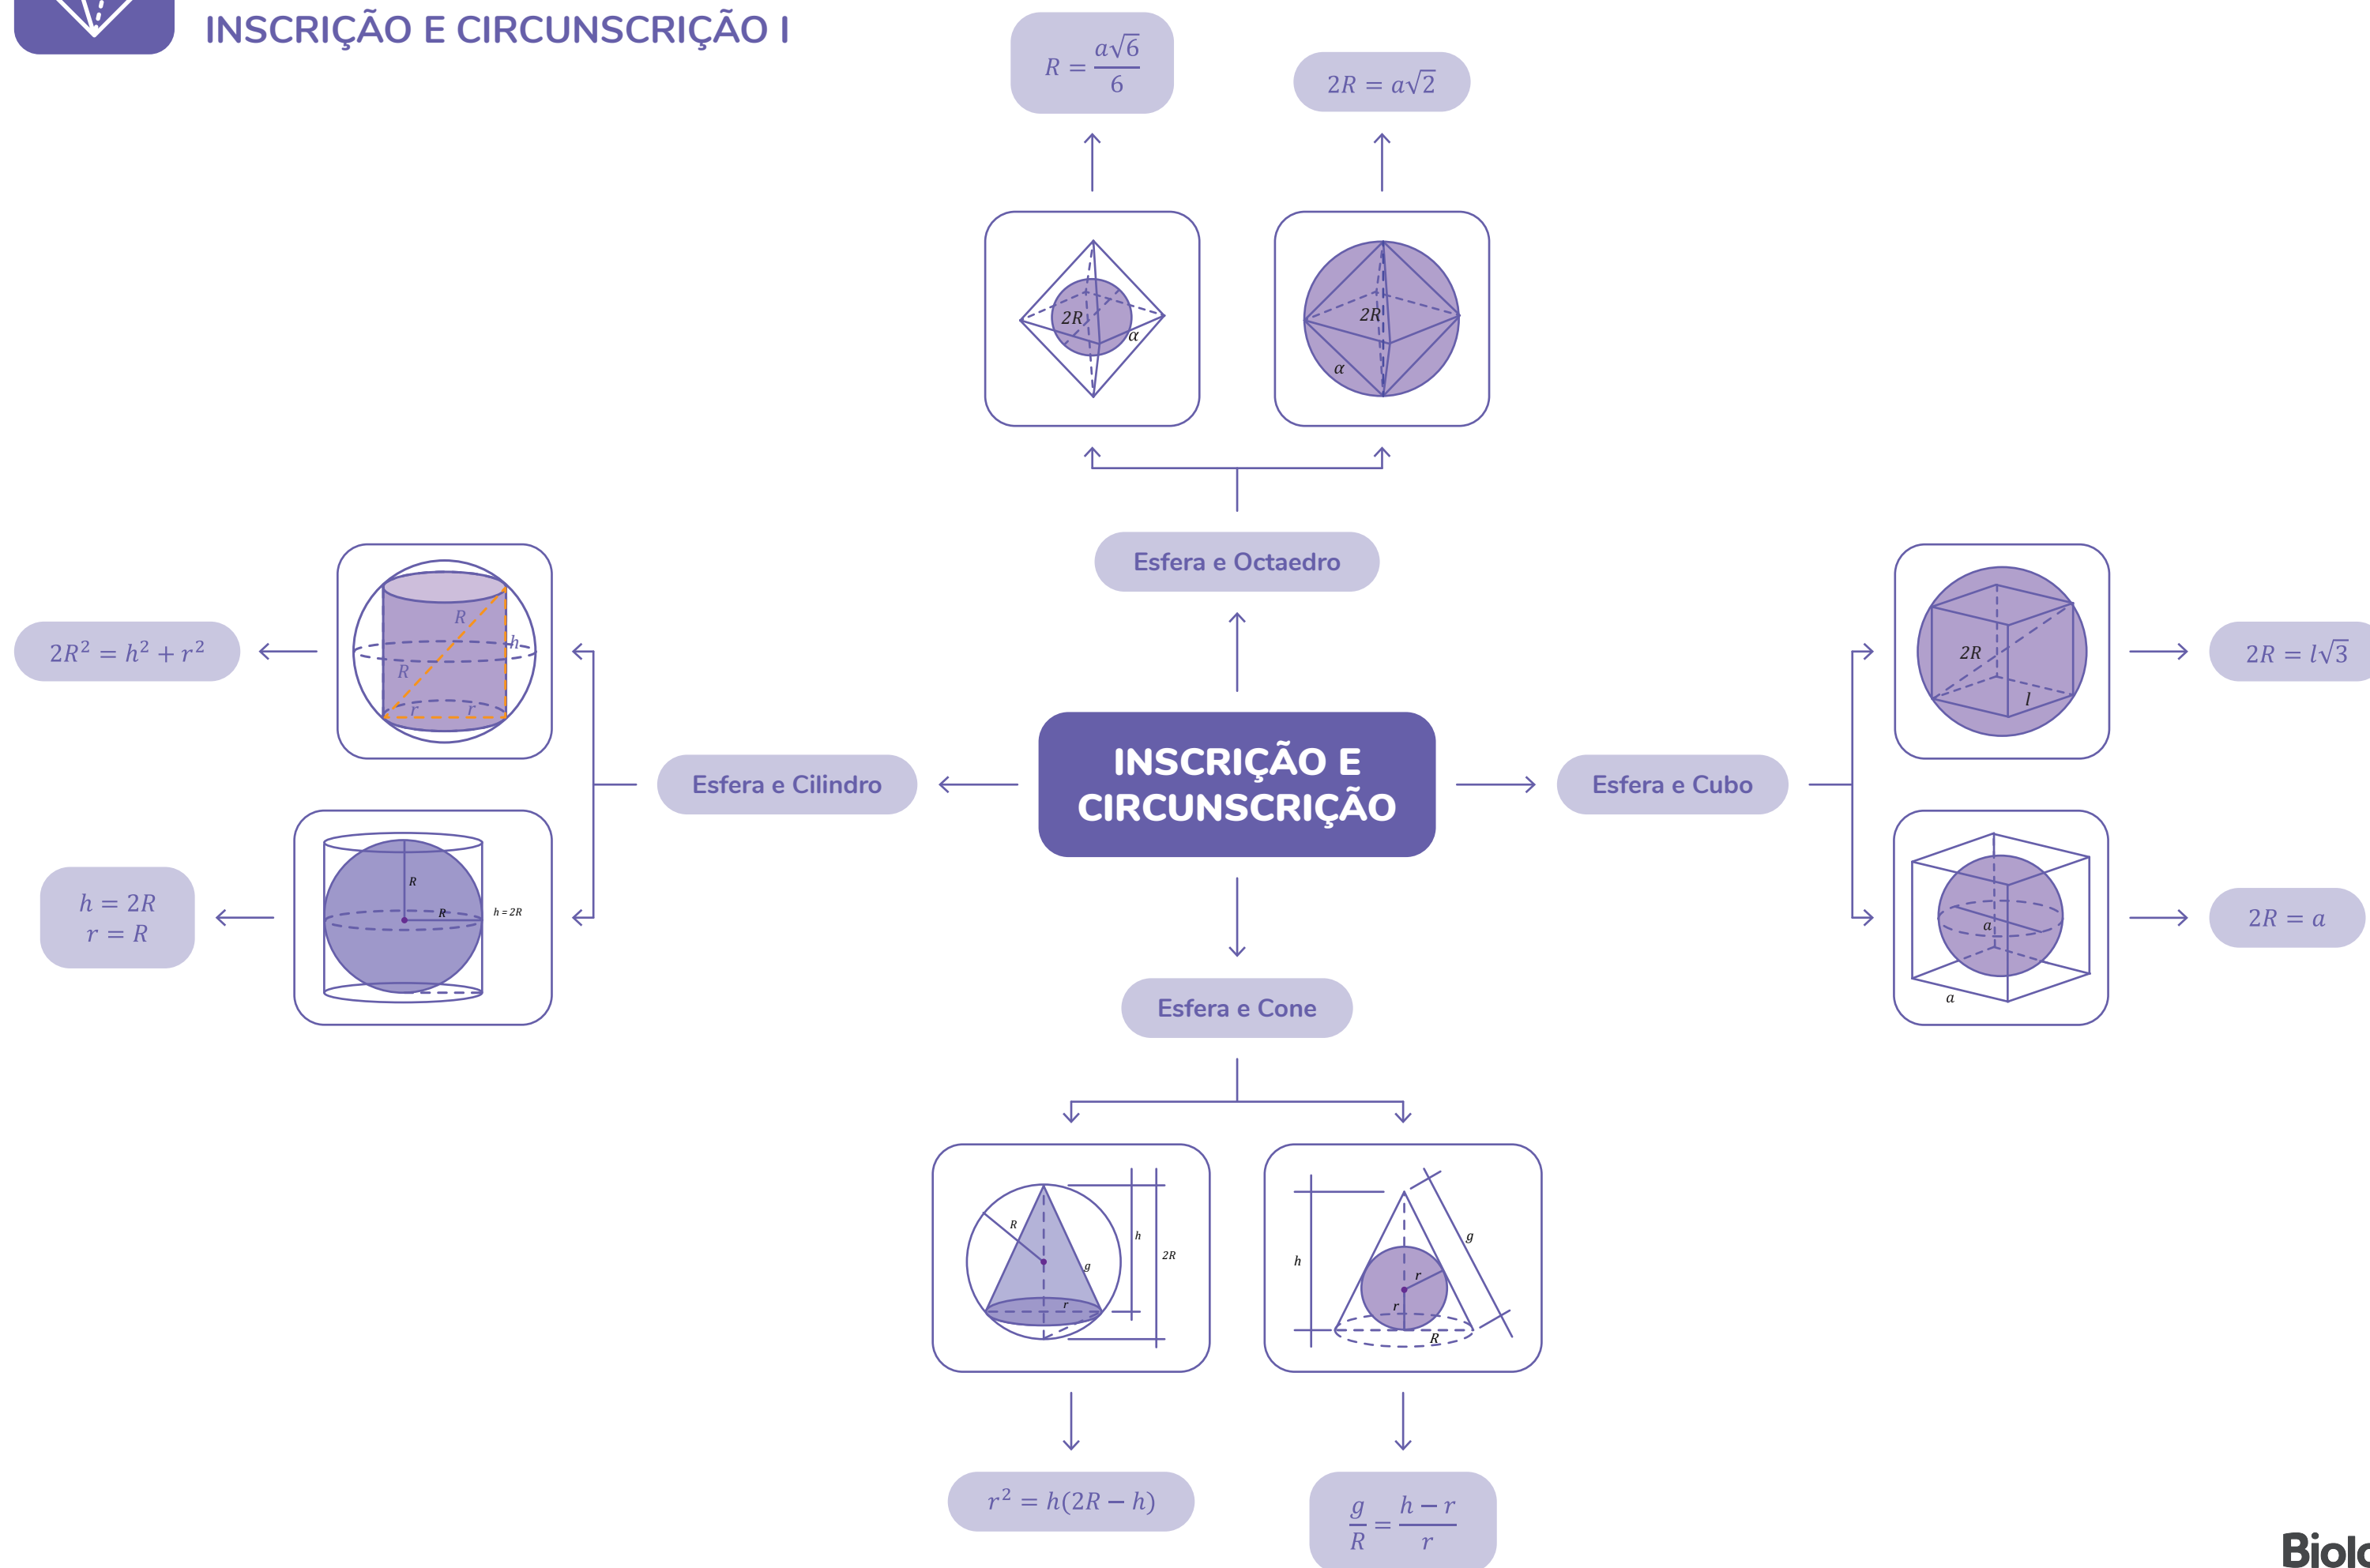 INSCRIÇÃO E CIRCUNSCRIÇÃO I
R = a√6/6
2R = a√2
2R
α
2R
α
Esfera e Octaedro
2R² = h² + r²
R
R
h
r
r
2R
l
2R = l√3
Esfera e Cilindro
INSCRIÇÃO E
CIRCUNSCRIÇÃO
Esfera e Cubo
h = 2R
r = R
R
R
h = 2R
a
a
2R = a
Esfera e Cone
R
g
r
h
2R
h
g
r
r
R
r² = h(2R − h)
g/R = (h − r)/r